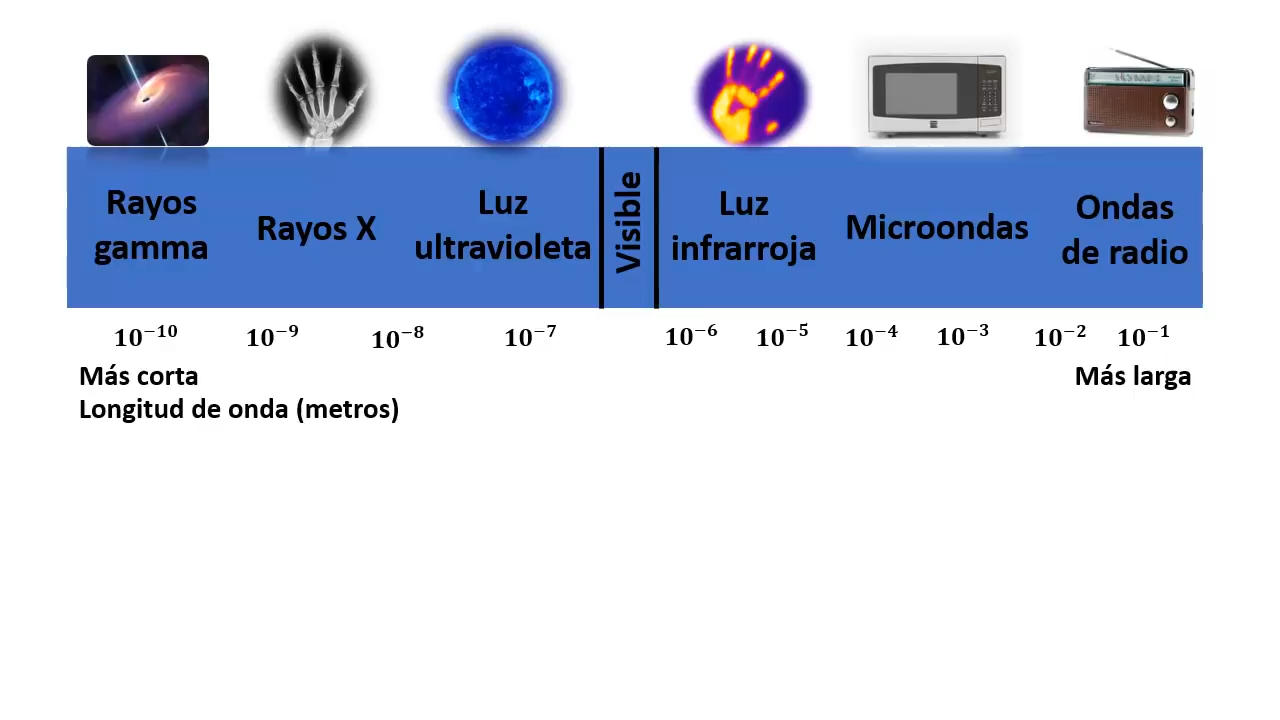 Rayos
gamma
Rayos X
Luz
ultravioleta
Visible
Luz
infrarroja
Microondas
Ondas
de radio
10⁻¹⁰ 10⁻⁹ 10⁻⁸ 10⁻⁷ 10⁻⁶ 10⁻⁵ 10⁻⁴ 10⁻³ 10⁻² 10⁻¹
Más corta Más larga
Longitud de onda (metros)